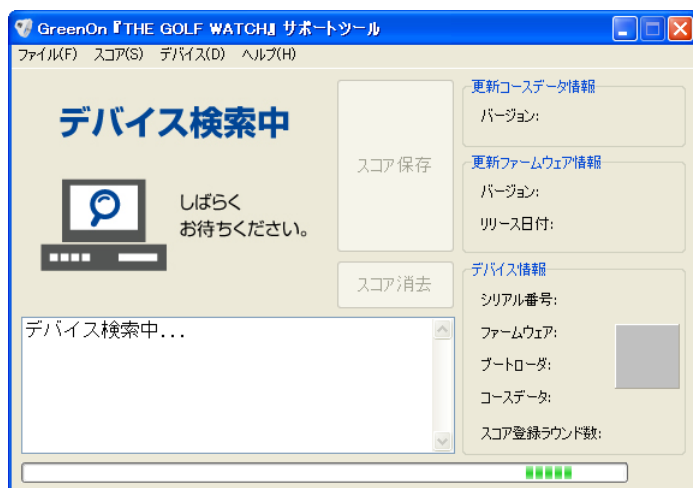 GreenOn『THE GOLF WATCH』サポートツール
ファイル(F) スコア(S) デバイス(D) ヘルプ(H)
デバイス検索中
しばらく
お待ちください。
デバイス検索中...
スコア保存
スコア消去
更新コースデータ情報
バージョン:
更新ファームウェア情報
バージョン:
リリース日付:
デバイス情報
シリアル番号:
ファームウェア:
ブートローダ:
コースデータ:
スコア登録ラウンド数: